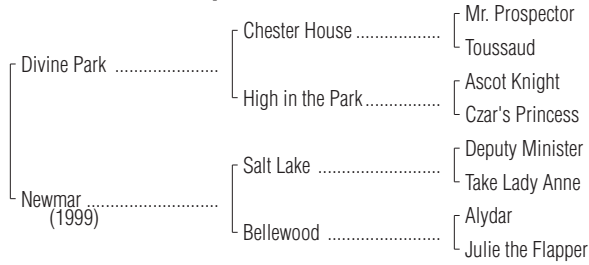 Mr. Prospector
Chester House ..................
Toussaud
Divine Park ......................
Ascot Knight
High in the Park................
Czar's Princess
Deputy Minister
Salt Lake ........................
Take Lady Anne
Newmar ............................
(1999)
Alydar
Bellewood ......................
Julie the Flapper